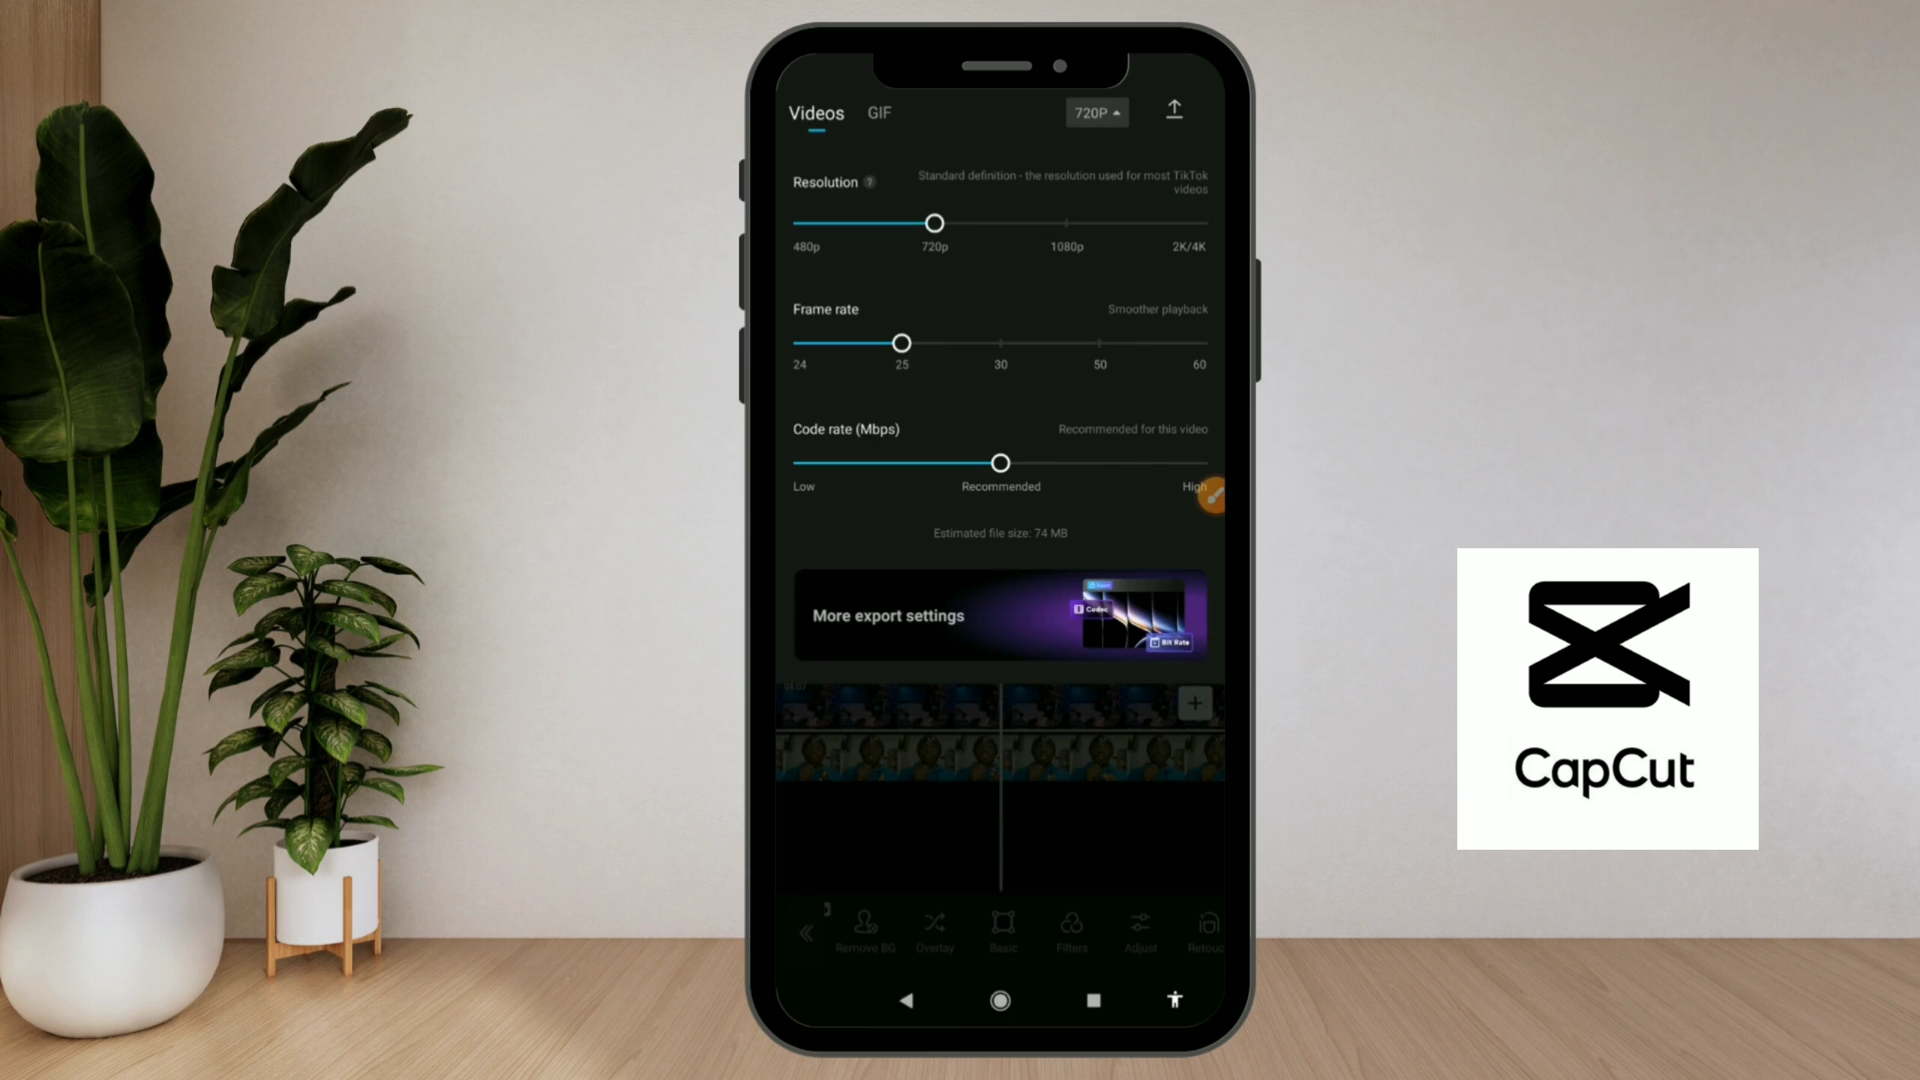 Videos GIF 720P
Resolution ? Standard definition - the resolution used for most TikTok
videos
480p 720p 1080p 2K/4K
Frame rate Smoother playback
24 25 30 50 60
Code rate (Mbps) Recommended for this video
Low Recommended High
Estimated file size: 74 MB
More export settings
Codec
Bit Rate
Remove BG Overlay Basic Filters Adjust Retouc
CapCut